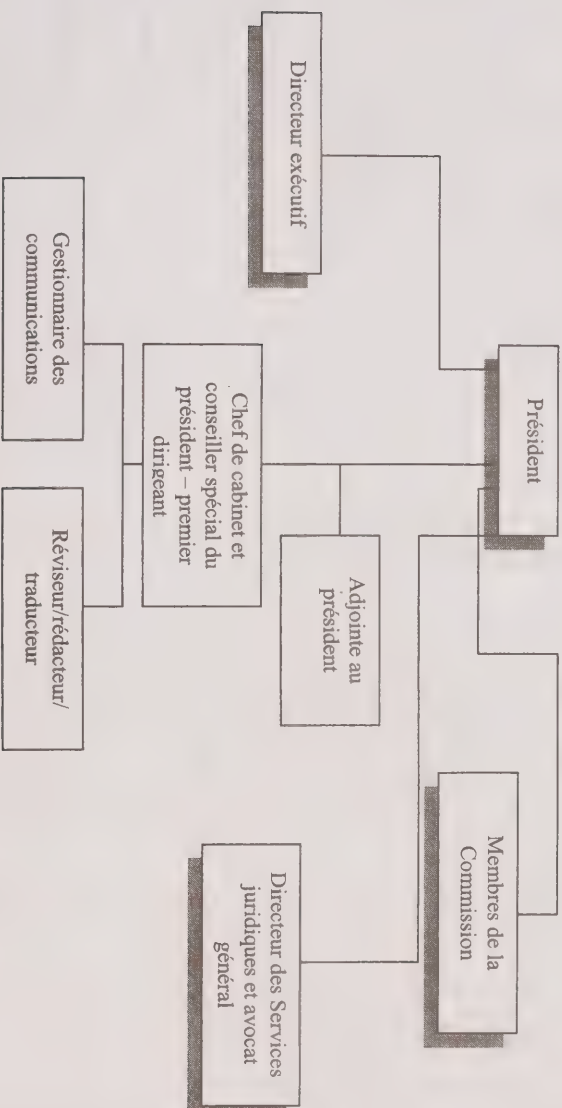 Président
Membres de la
Commission
Directeur exécutif
Adjointe au
président
Directeur des Services
juridiques et avocat
général
Chef de cabinet et
conseiller spécial du
président – premier
dirigeant
Gestionnaire des
communications
Réviseur/rédacteur/
traducteur